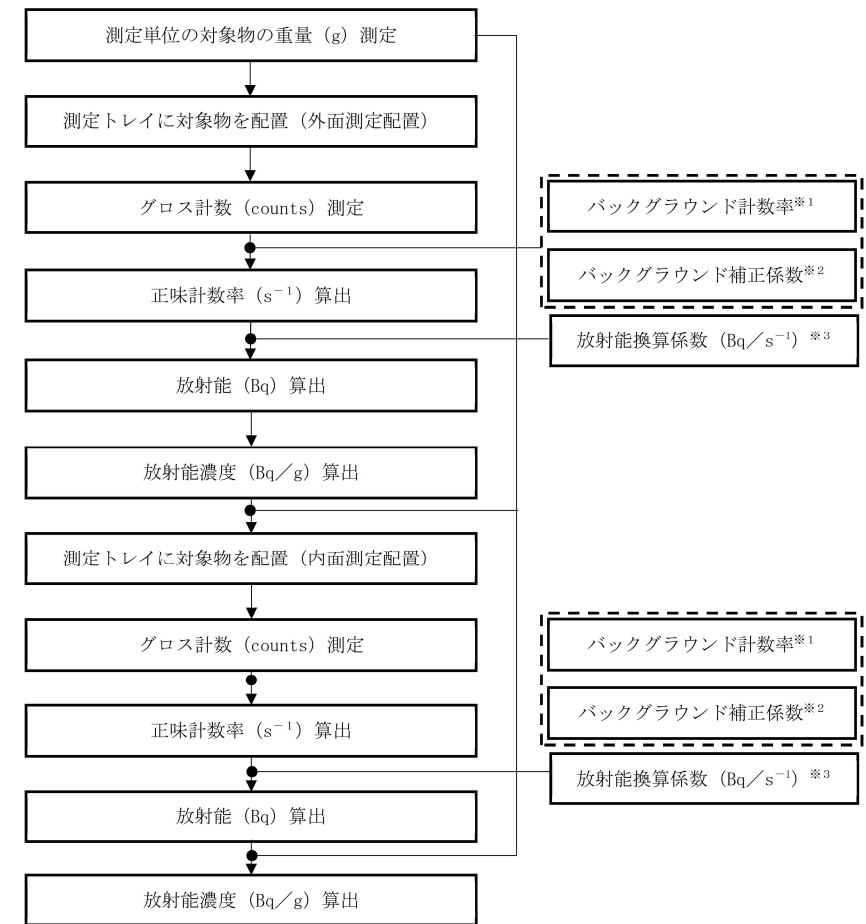 測定単位の対象物の重量（g）測定
測定トレイに対象物を配置（外面測定配置）
グロス計数（counts）測定
バックグラウンド計数率※1
バックグラウンド補正係数※2
正味計数率（s⁻¹）算出
放射能換算係数（Bq／s⁻¹）※3
放射能（Bq）算出
放射能濃度（Bq／g）算出
測定トレイに対象物を配置（内面測定配置）
グロス計数（counts）測定
バックグラウンド計数率※1
バックグラウンド補正係数※2
正味計数率（s⁻¹）算出
放射能換算係数（Bq／s⁻¹）※3
放射能（Bq）算出
放射能濃度（Bq／g）算出